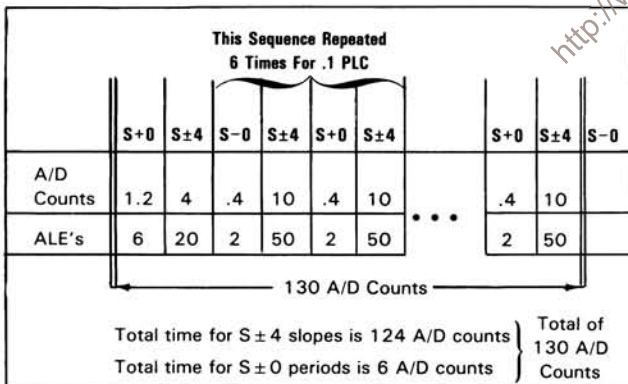 http://
This Sequence Repeated
6 Times For .1 PLC
S+0 S±4 S−0 S±4 S+0 S±4 S+0 S±4 S−0
A/D
Counts 1.2 4 .4 10 .4 10 .4 10
ALE's 6 20 2 50 2 50 • • • 2 50
130 A/D Counts
Total time for S ± 4 slopes is 124 A/D counts
Total time for S ± 0 periods is 6 A/D counts
Total of
130 A/D
Counts